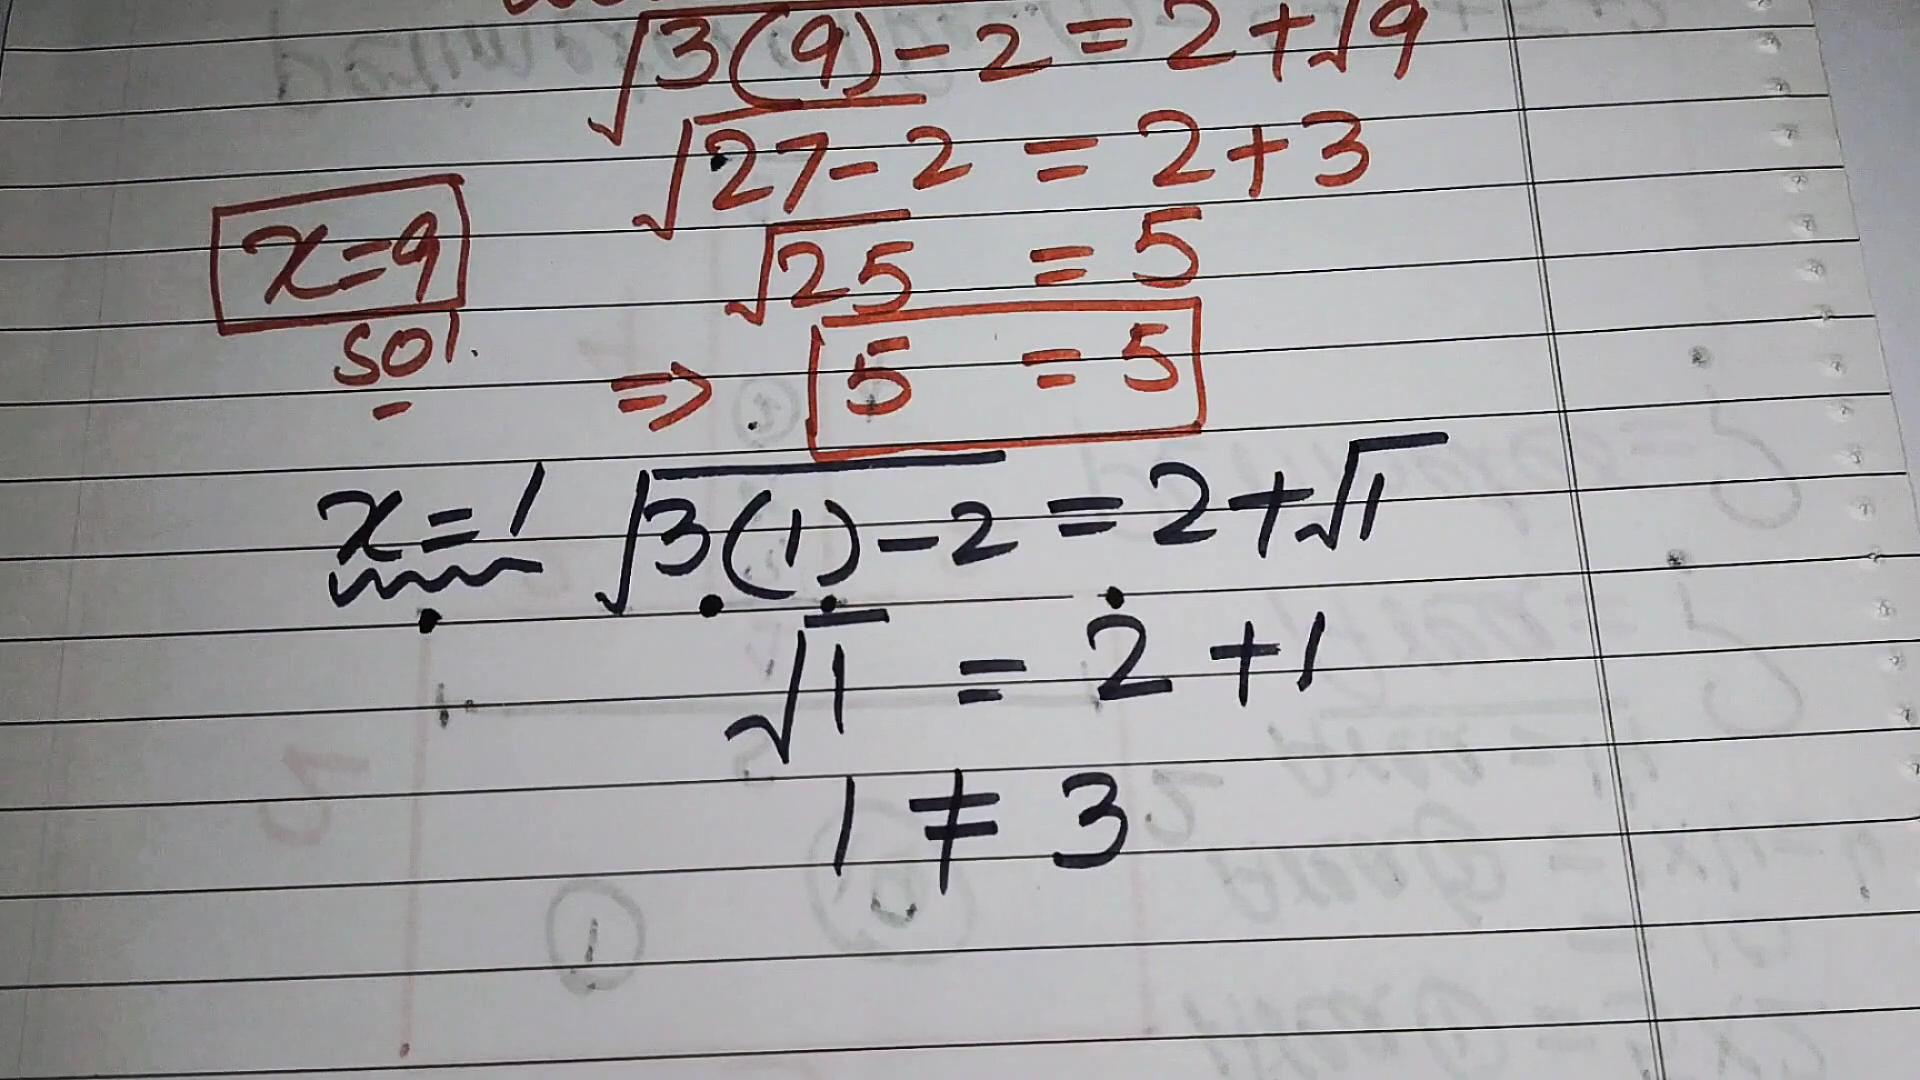 √3(9)-2 = 2+√9
√27-2 = 2+3
x=9
√25 = 5
sol.
⇒ 5 = 5
x=1 √3(1)-2 = 2+√1
√1 = 2+1
1 ≠ 3